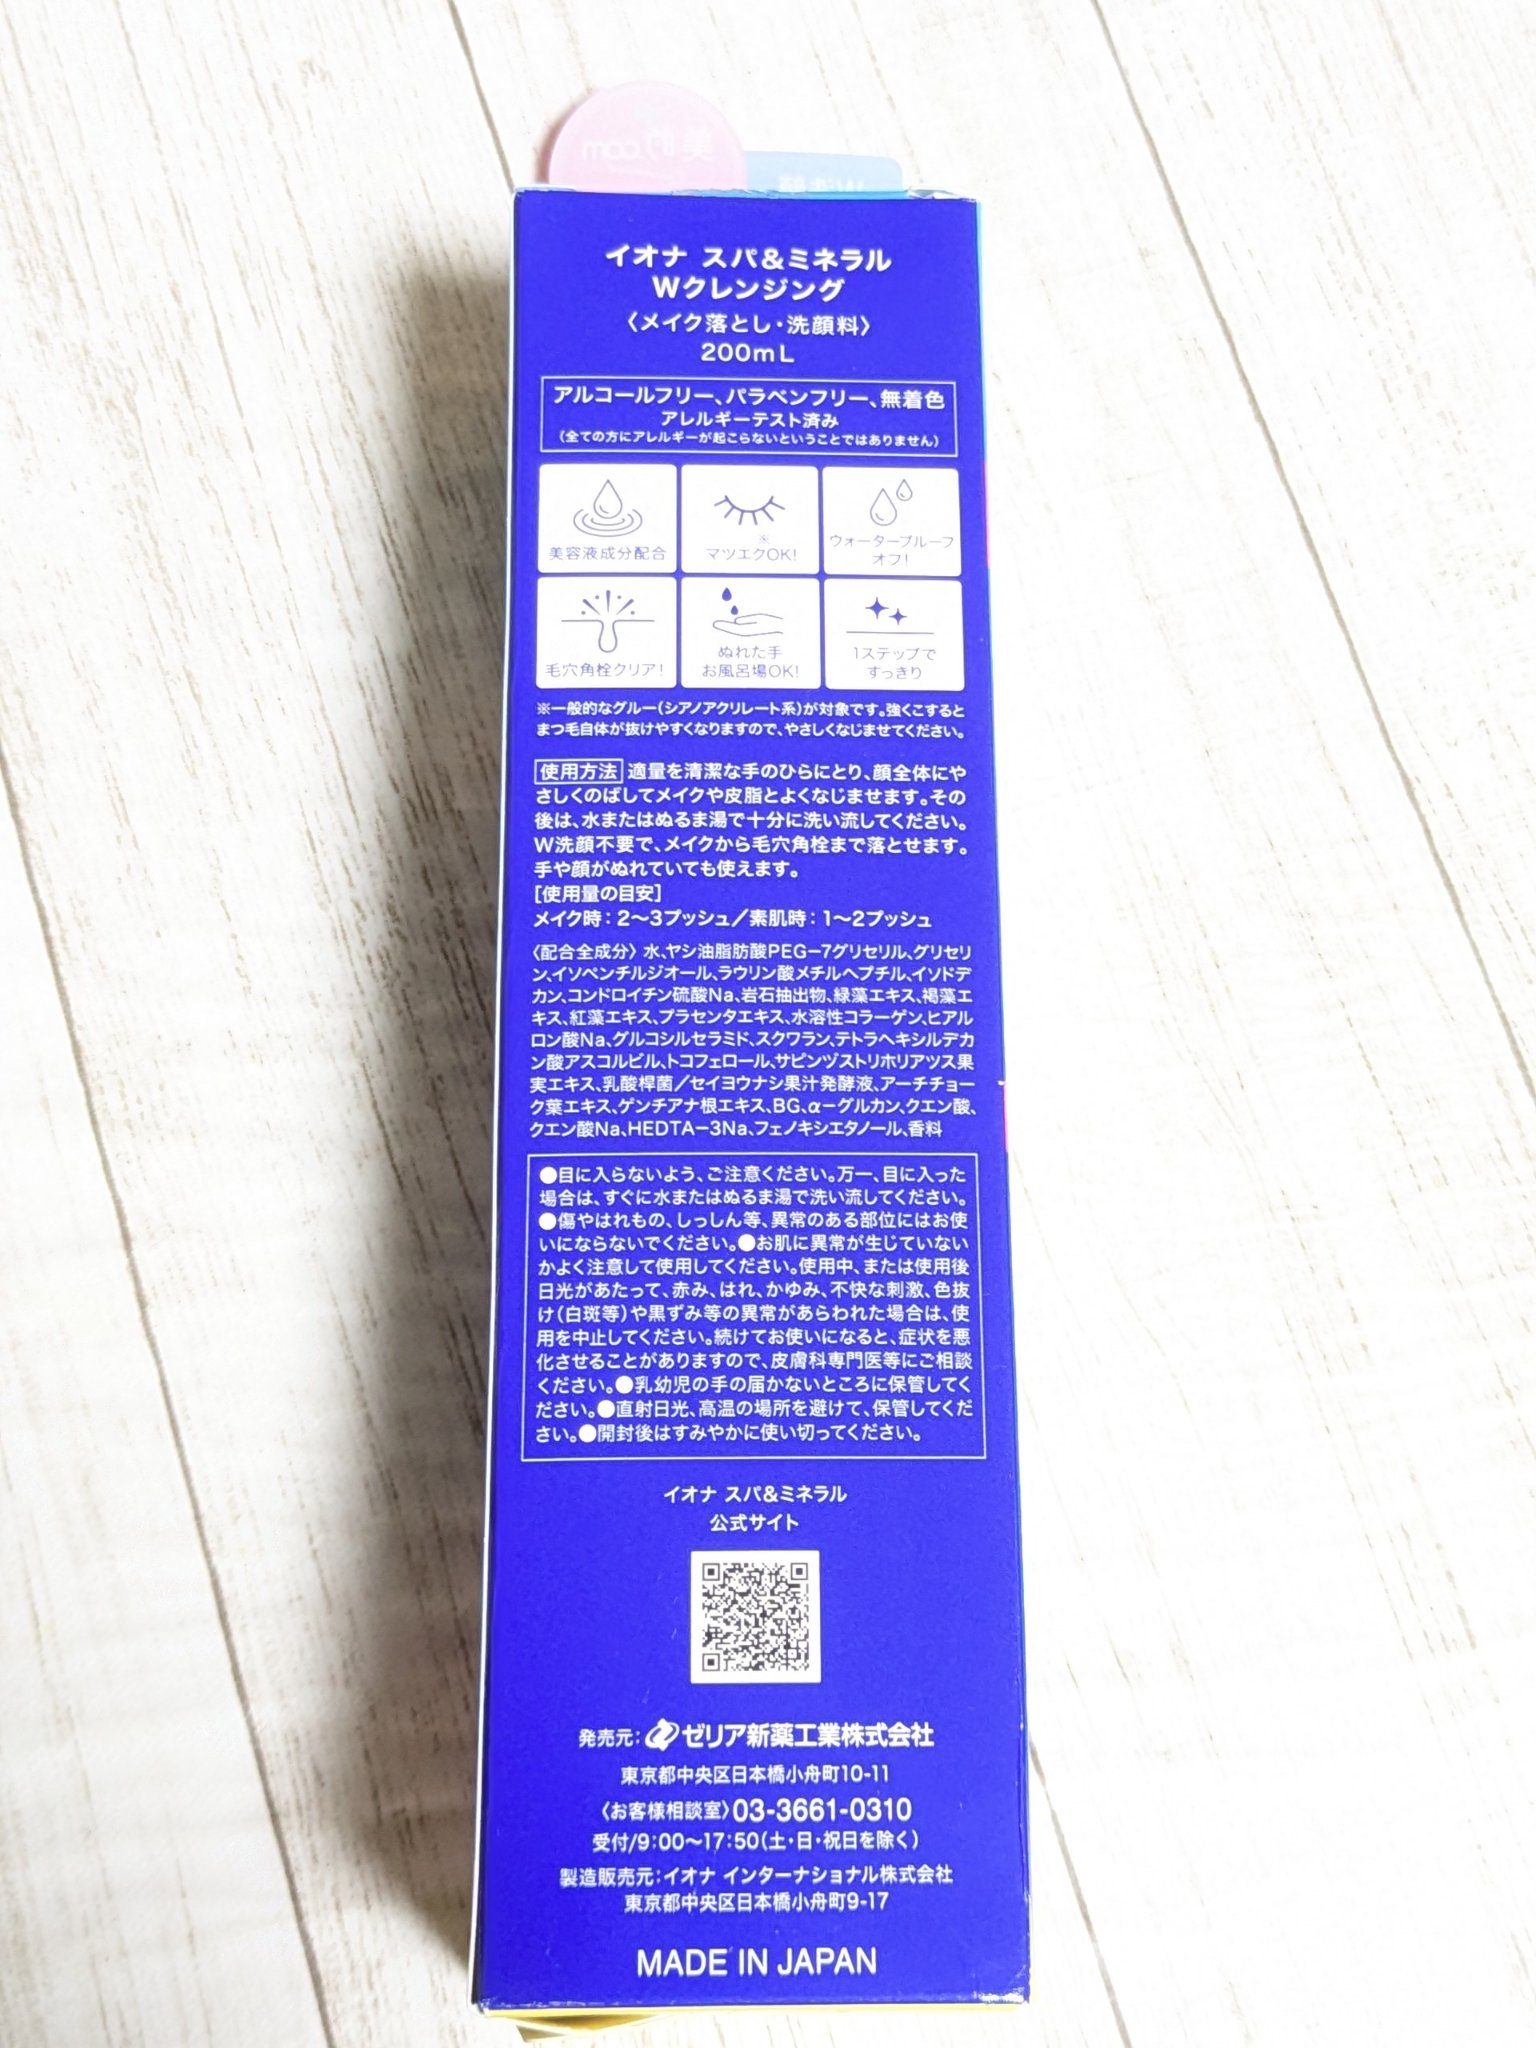 美的.com
イオナ スパ&ミネラル
Wクレンジング
〈メイク落とし・洗顔料〉
200mL
アルコールフリー、パラベンフリー、無着色
アレルギーテスト済み
(全ての方にアレルギーが起こらないということではありません)
美容液成分配合
※
マツエクOK!
ウォータープルーフ
オフ!
毛穴角栓クリア!
ぬれた手
お風呂場OK!
1ステップで
すっきり
※一般的なグルー(シアノアクリレート系)が対象です。強くこすると
まつ毛自体が抜けやすくなりますので、やさしくなじませてください。
使用方法 適量を清潔な手のひらにとり、顔全体にや
さしくのばしてメイクや皮脂とよくなじませます。その
後は、水またはぬるま湯で十分に洗い流してください。
W洗顔不要で、メイクから毛穴角栓まで落とせます。
手や顔がぬれていても使えます。
[使用量の目安]
メイク時:2〜3プッシュ/素肌時:1〜2プッシュ
〈配合全成分〉水、ヤシ油脂肪酸PEG-7グリセリル、グリセリ
ン、イソペンチルジオール、ラウリン酸メチルヘプチル、イソドデ
カン、コンドロイチン硫酸Na、岩石抽出物、緑藻エキス、褐藻エ
キス、紅藻エキス、プラセンタエキス、水溶性コラーゲン、ヒアル
ロン酸Na、グルコシルセラミド、スクワラン、テトラヘキシルデカ
ン酸アスコルビル、トコフェロール、サピンヅストリホリアツス果
実エキス、乳酸桿菌/セイヨウナシ果汁発酵液、アーチチョー
ク葉エキス、ゲンチアナ根エキス、BG、α-グルカン、クエン酸、
クエン酸Na、HEDTA-3Na、フェノキシエタノール、香料
●目に入らないよう、ご注意ください。万一、目に入った
場合は、すぐに水またはぬるま湯で洗い流してください。
●傷やはれもの、しっしん等、異常のある部位にはお使
いにならないでください。●お肌に異常が生じていない
かよく注意して使用してください。使用中、または使用後
日光があたって、赤み、はれ、かゆみ、不快な刺激、色抜
け(白斑等)や黒ずみ等の異常があらわれた場合は、使
用を中止してください。続けてお使いになると、症状を悪
化させることがありますので、皮膚科専門医等にご相談
ください。●乳幼児の手の届かないところに保管してく
ださい。●直射日光、高温の場所を避けて、保管してくだ
さい。●開封後はすみやかに使い切ってください。
イオナ スパ&ミネラル
公式サイト
発売元:ゼリア新薬工業株式会社
東京都中央区日本橋小舟町10-11
〈お客様相談室〉03-3661-0310
受付/9:00〜17:50(土・日・祝日を除く)
製造販売元:イオナ インターナショナル株式会社
東京都中央区日本橋小舟町9-17
MADE IN JAPAN